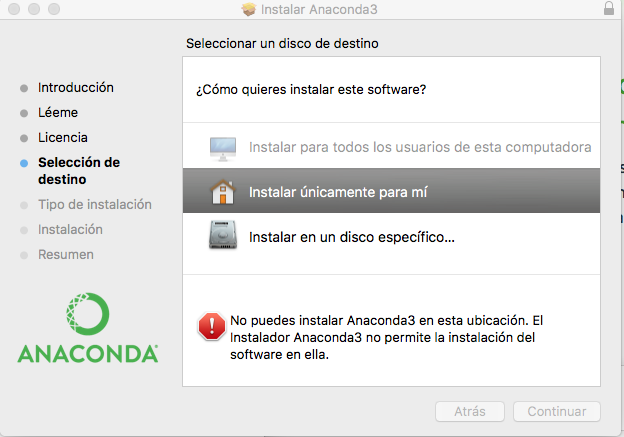 Instalar Anaconda3
Seleccionar un disco de destino
Introducción
Léeme
Licencia
Selección de
destino
Tipo de instalación
Instalación
Resumen
ANACONDA®
¿Cómo quieres instalar este software?
Instalar para todos los usuarios de esta computadora
Instalar únicamente para mí
Instalar en un disco específico...
No puedes instalar Anaconda3 en esta ubicación. El
Instalador Anaconda3 no permite la instalación del
software en ella.
Atrás
Continuar